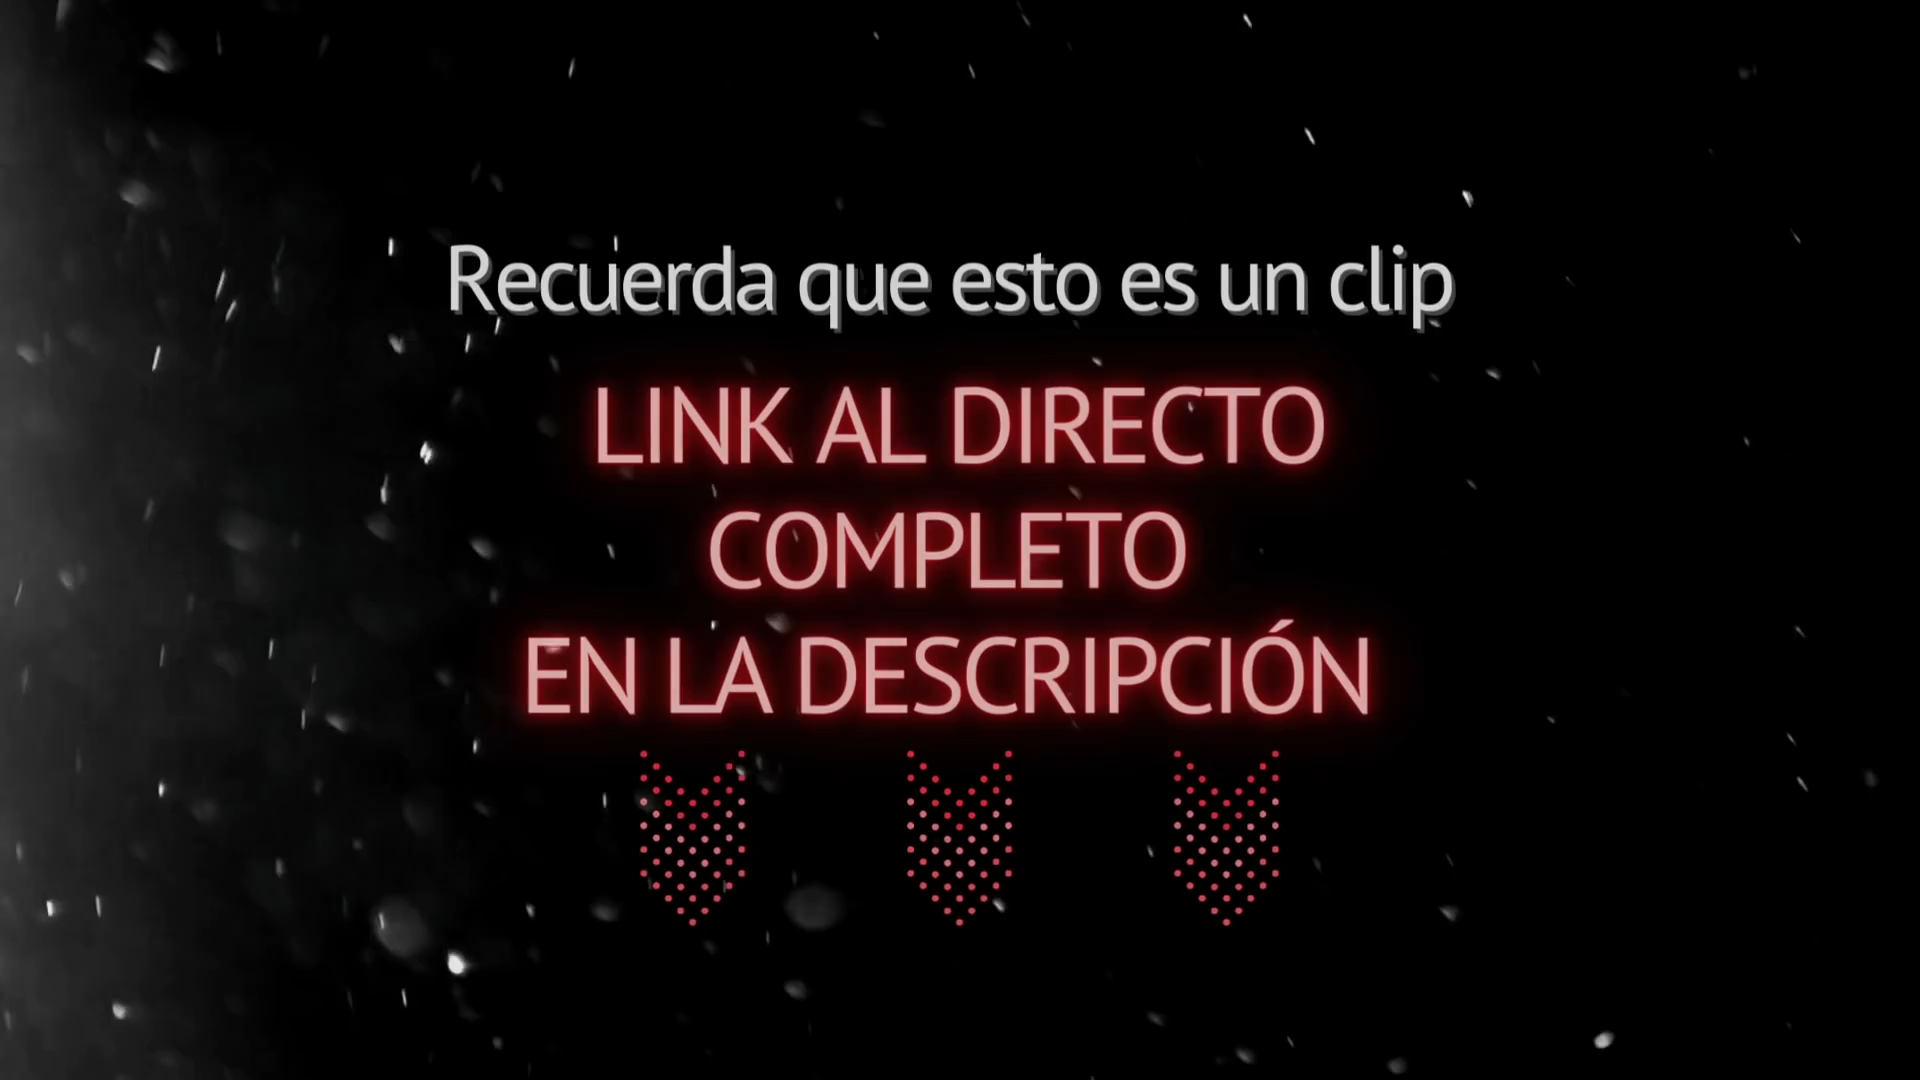 Recuerda que esto es un clip
LINK AL DIRECTO
COMPLETO
EN LA DESCRIPCIÓN